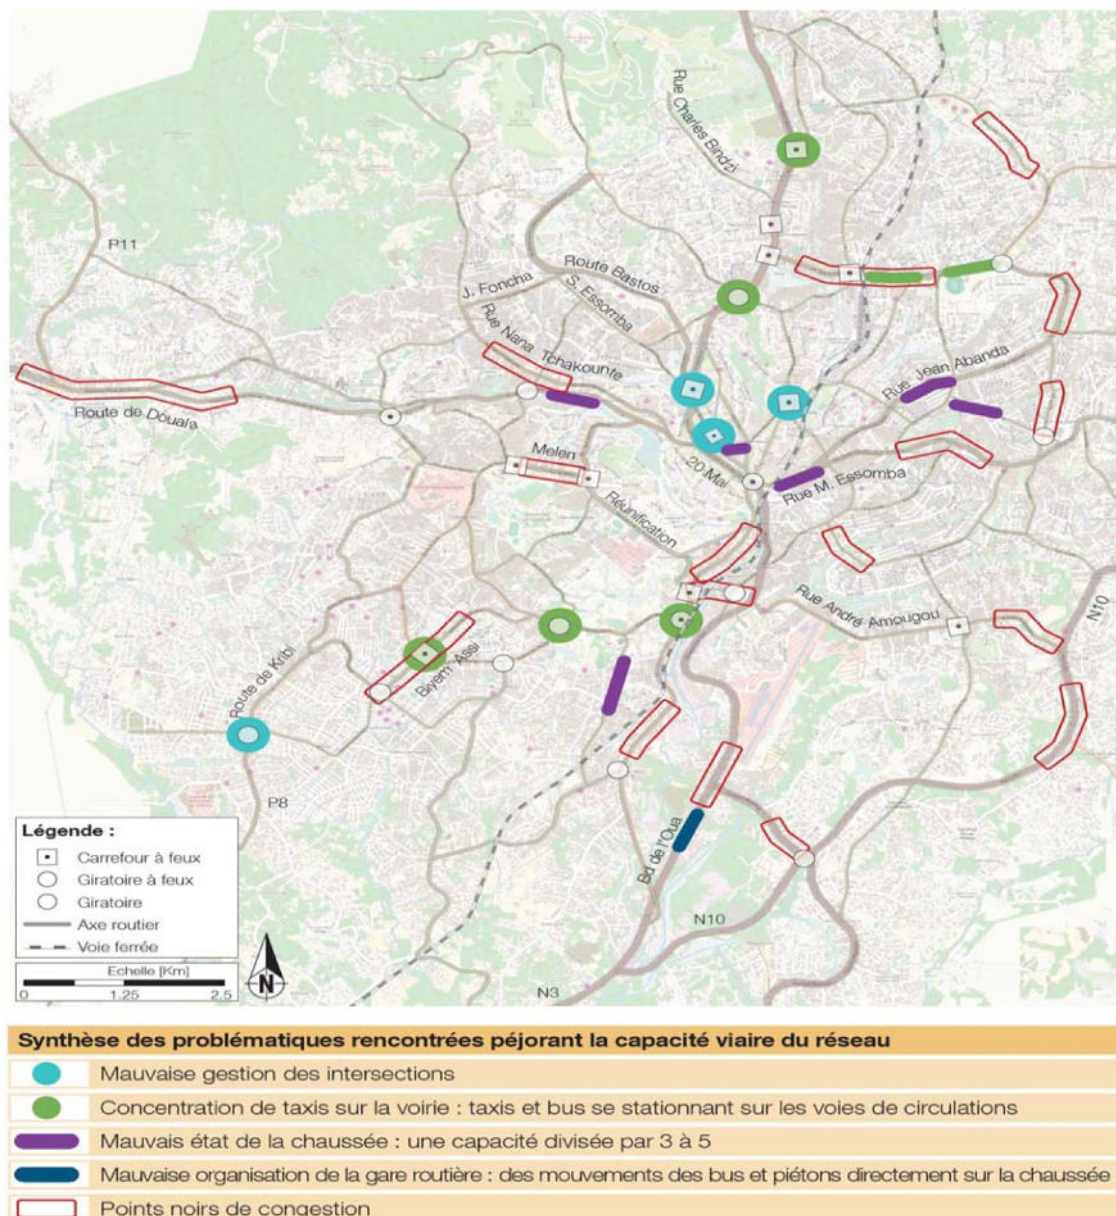 Rue Charles Bindzi
P11
Route Bastos
J. Foncha
S. Essomba
Rue Nana Tchakounte
Rue Jean Abanda
Route de Douala
Melen
20 Mai
Rue M. Essomba
Réunification
Rue André Amougou
N10
Route de Kribi
Biyem Assi
P8
Bd de l'Oua
N10
N3
Légende :
Carrefour à feux
Giratoire à feux
Giratoire
Axe routier
Voie ferrée
Echelle [Km]
0 1.25 2.5
N
Synthèse des problématiques rencontrées péjorant la capacité viaire du réseau
Mauvaise gestion des intersections
Concentration de taxis sur la voirie : taxis et bus se stationnant sur les voies de circulations
Mauvais état de la chaussée : une capacité divisée par 3 à 5
Mauvaise organisation de la gare routière : des mouvements des bus et piétons directement sur la chaussée
Points noirs de congestion